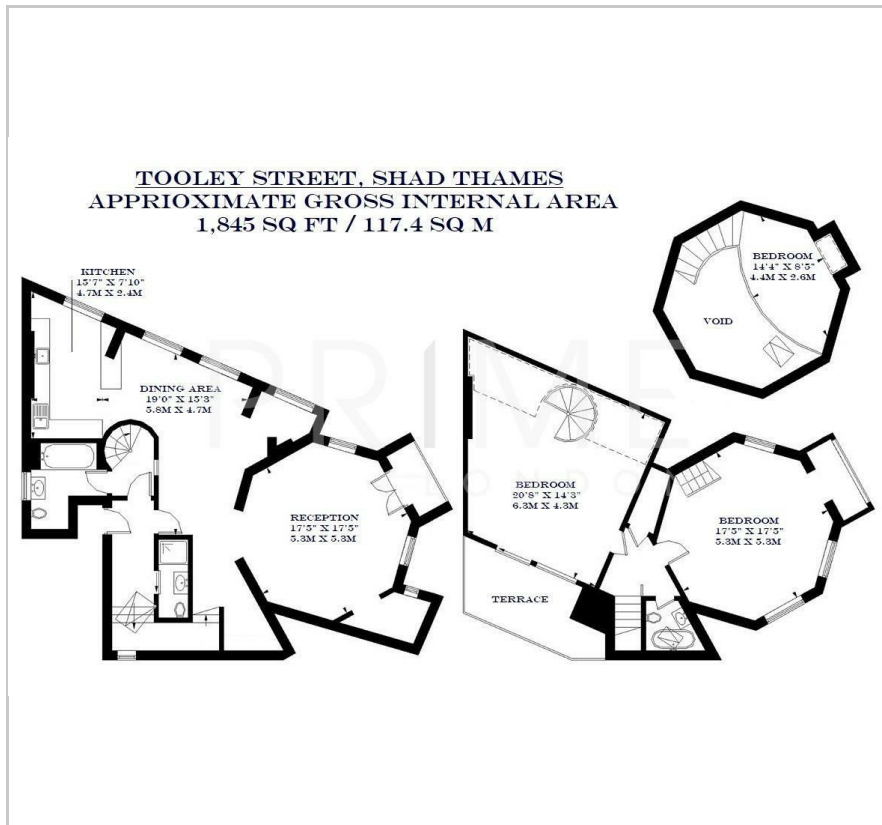 TOOLEY STREET, SHAD THAMES
APPRIOXIMATE GROSS INTERNAL AREA
1,845 SQ FT / 117.4 SQ M
KITCHEN
15'7" X 7'10"
4.7M X 2.4M
DINING AREA
19'0" X 15'3"
5.8M X 4.7M
RECEPTION
17'5" X 17'5"
5.3M X 5.3M
BEDROOM
20'8" X 14'3"
6.3M X 4.3M
TERRACE
BEDROOM
14'4" X 8'5"
4.4M X 2.6M
VOID
BEDROOM
17'5" X 17'5"
5.3M X 5.3M
PRIME
LONDON